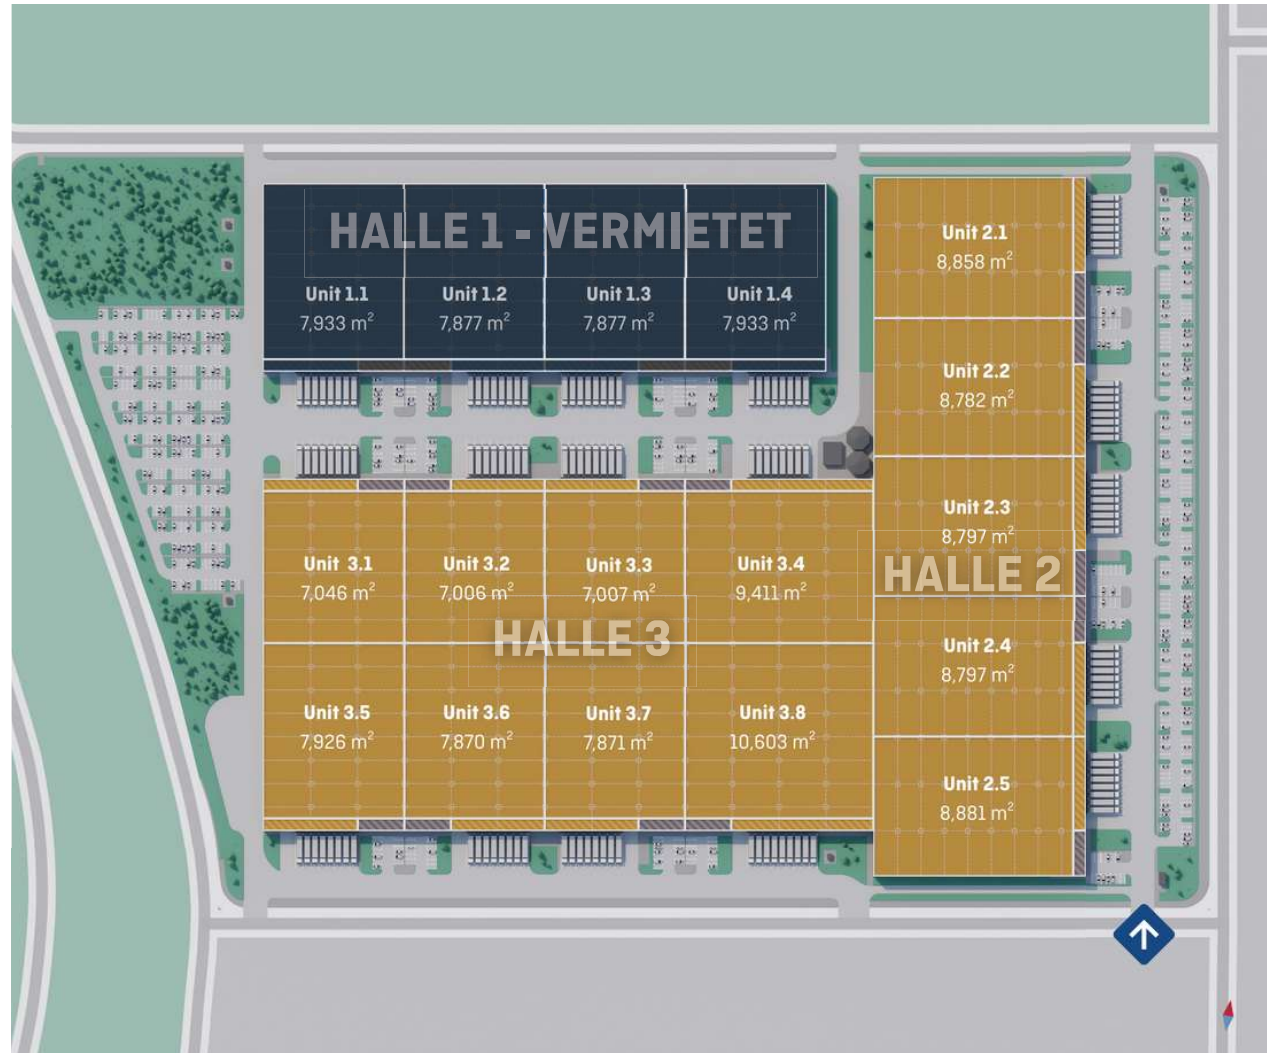 HALLE 1 - VERMIETET
Unit 1.1
7,933 m²
Unit 1.2
7,877 m²
Unit 1.3
7,877 m²
Unit 1.4
7,933 m²
Unit 2.1
8,858 m²
Unit 2.2
8,782 m²
Unit 2.3
8,797 m²
HALLE 2
Unit 2.4
8,797 m²
Unit 2.5
8,881 m²
Unit 3.1
7,046 m²
Unit 3.2
7,006 m²
Unit 3.3
7,007 m²
Unit 3.4
9,411 m²
HALLE 3
Unit 3.5
7,926 m²
Unit 3.6
7,870 m²
Unit 3.7
7,871 m²
Unit 3.8
10,603 m²